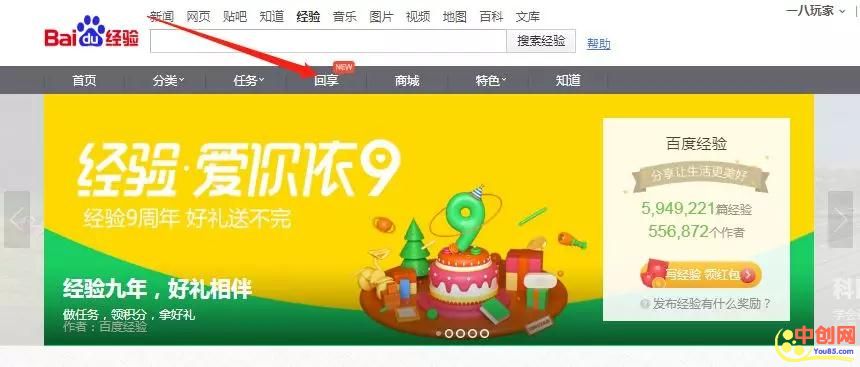 新闻 网页 贴吧 知道 经验 音乐 图片 视频 地图 百科 文库
一八玩家
Bai du 经验
搜索经验
帮助
NEW
首页 分类 任务 回享 商城 特色 知道
经验·爱你依9
经验9周年 好礼送不完
9
百度经验
分享让生活更美好
5,949,221篇经验
556,872个作者
写经验 领红包
? 发布经验有什么奖励?
经验九年,好礼相伴
做任务,领积分,拿好礼
作者:百度经验
中创网
You85.com